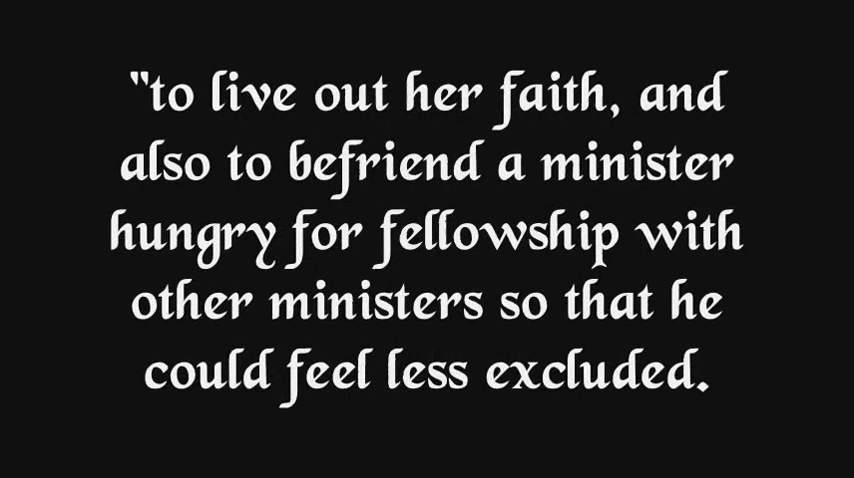 "to live out her faith, and
also to befriend a minister
hungry for fellowship with
other ministers so that he
could feel less excluded.